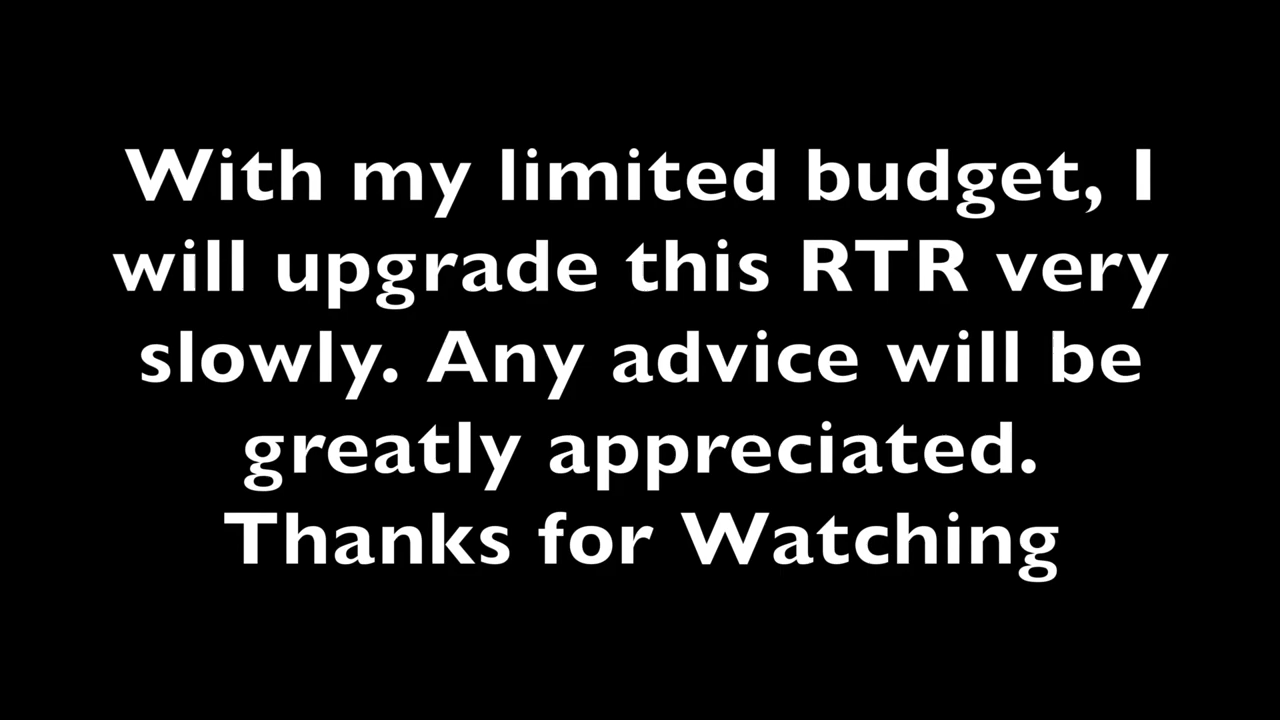 With my limited budget, I
will upgrade this RTR very
slowly. Any advice will be
greatly appreciated.
Thanks for Watching